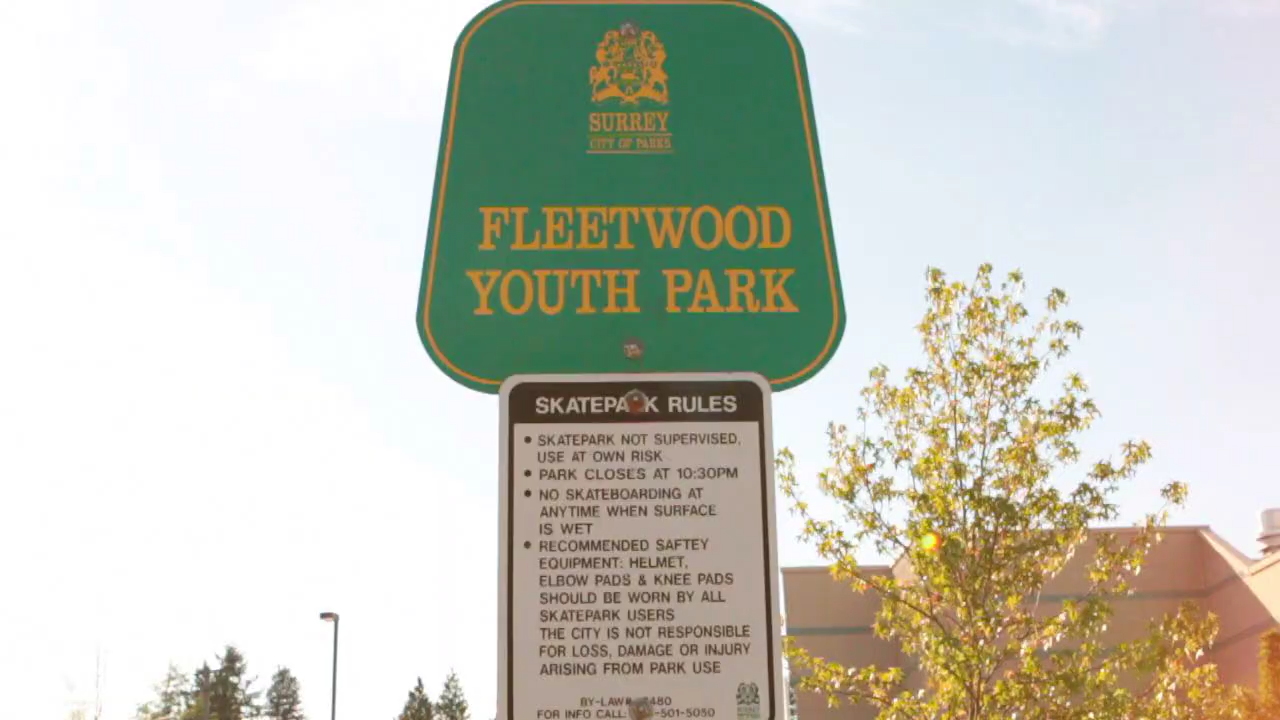 SURREY
CITY OF PARKS
FLEETWOOD
YOUTH PARK
SKATEPARK RULES
• SKATEPARK NOT SUPERVISED,
USE AT OWN RISK
• PARK CLOSES AT 10:30PM
• NO SKATEBOARDING AT
ANYTIME WHEN SURFACE
IS WET
• RECOMMENDED SAFTEY
EQUIPMENT: HELMET,
ELBOW PADS & KNEE PADS
SHOULD BE WORN BY ALL
SKATEPARK USERS
THE CITY IS NOT RESPONSIBLE
FOR LOSS, DAMAGE OR INJURY
ARISING FROM PARK USE
BY-LAW#
FOR INFO CALL: